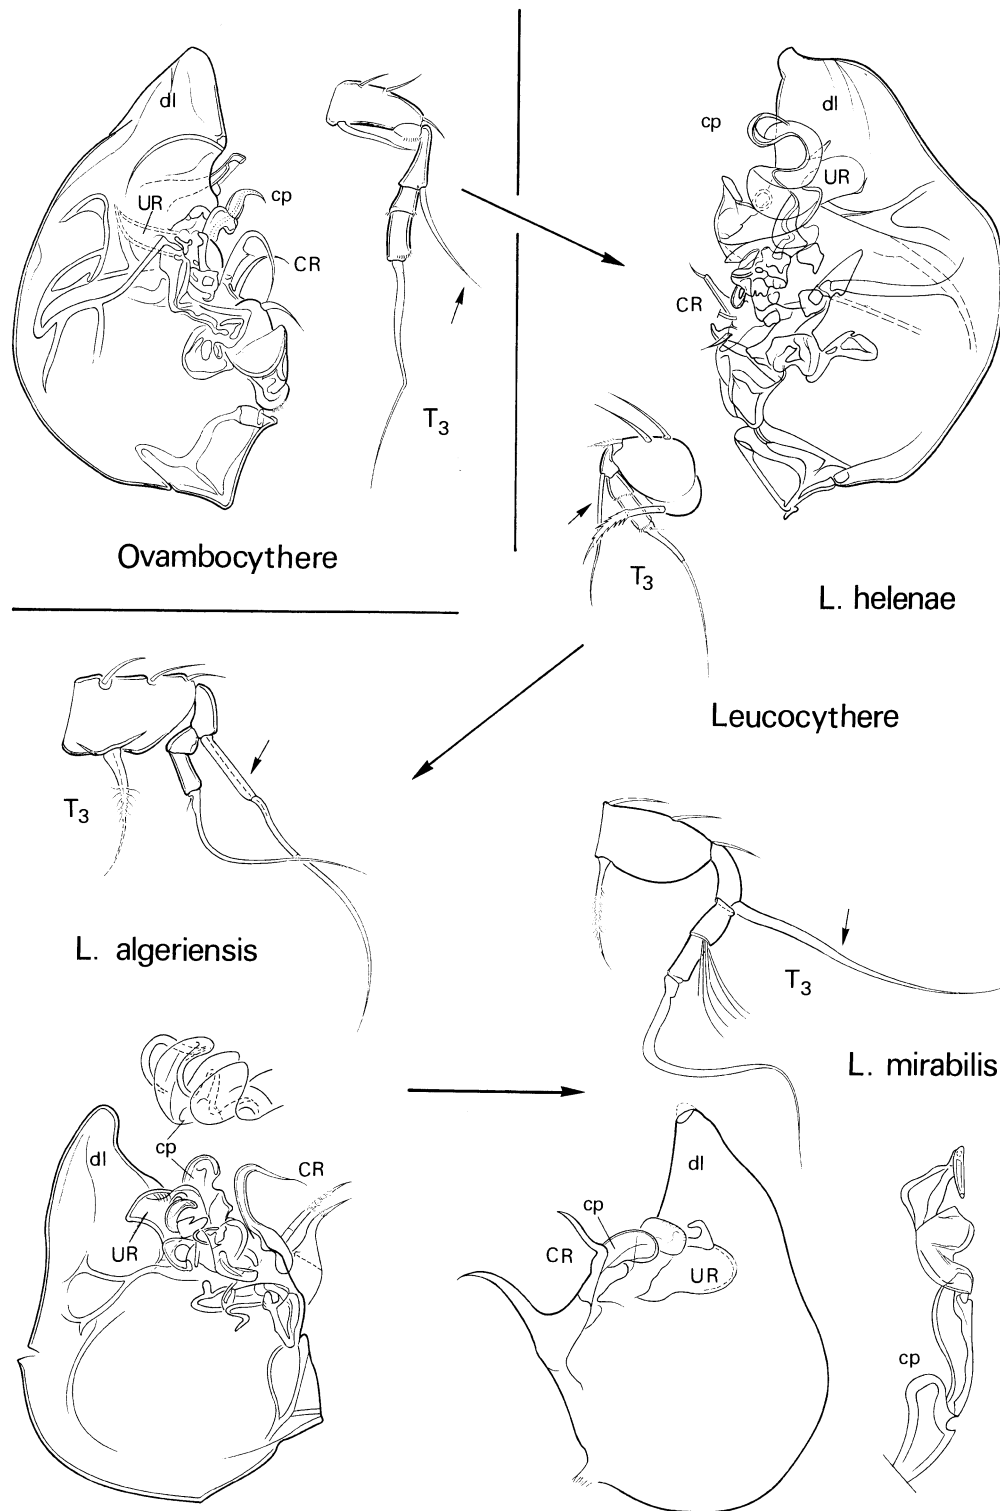 dl
UR
cp
CR
T3
Ovambocythere
cp
dl
UR
CR
T3
L. helenae
Leucocythere
T3
L. algeriensis
T3
L. mirabilis
cp
dl
CR
UR
dl
cp
CR
UR
cp